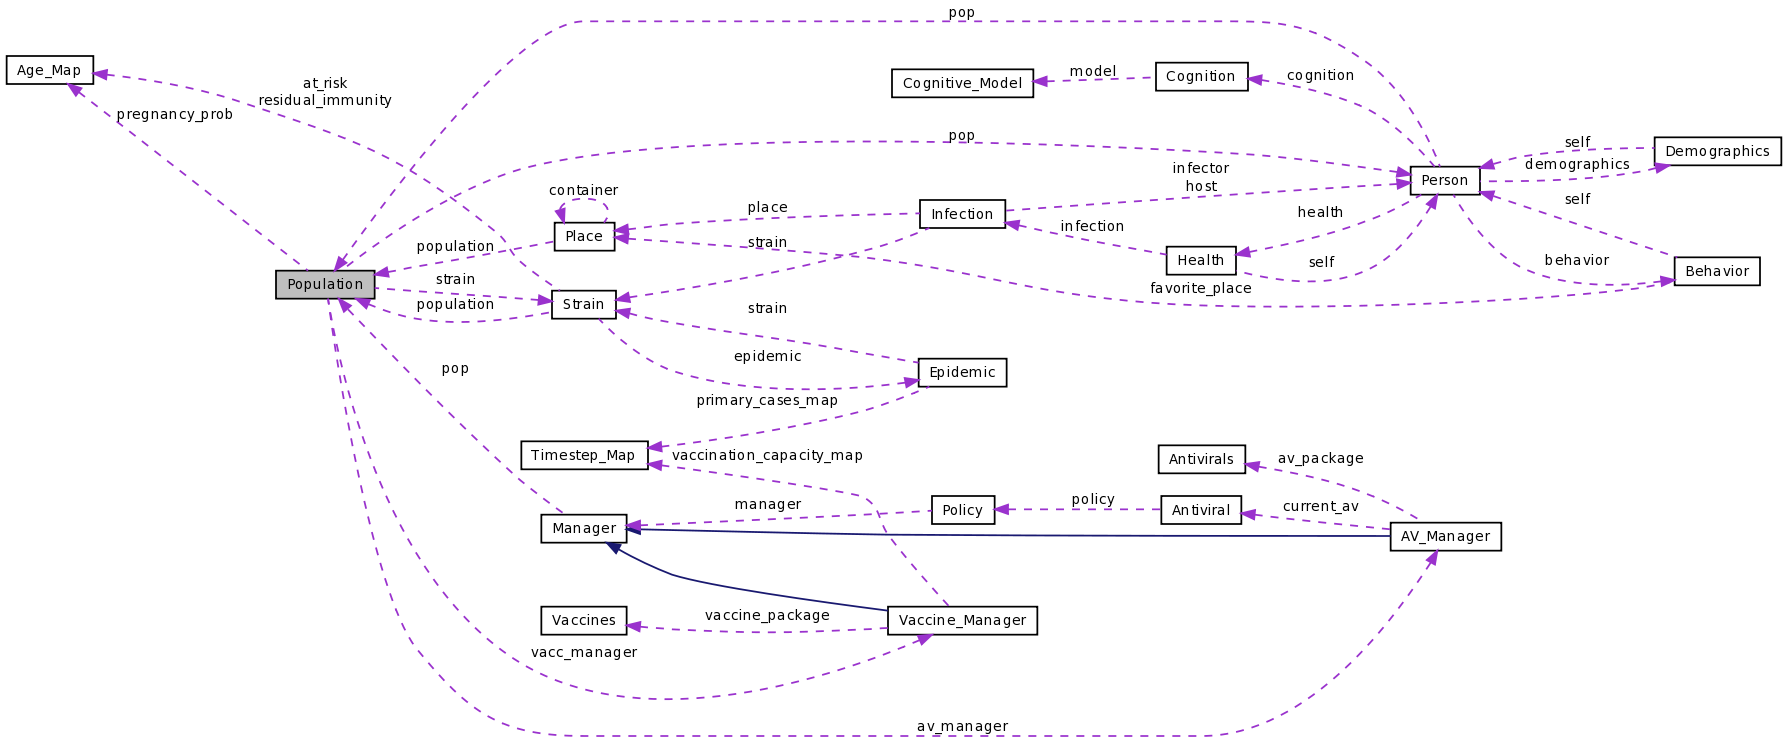 pop
Age_Map
at_risk
residual_immunity
pregnancy_prob
Cognitive_Model
model
Cognition
cognition
pop
self
Demographics
demographics
Person
infector
host
container
place
Infection
health
self
Place
population
strain
infection
Health
self
behavior
Behavior
Population
strain
favorite_place
population
Strain
strain
epidemic
Epidemic
pop
primary_cases_map
Timestep_Map
vaccination_capacity_map
Antivirals
av_package
manager
Policy
policy
Antiviral
current_av
Manager
AV_Manager
Vaccines
vaccine_package
Vaccine_Manager
vacc_manager
av_manager